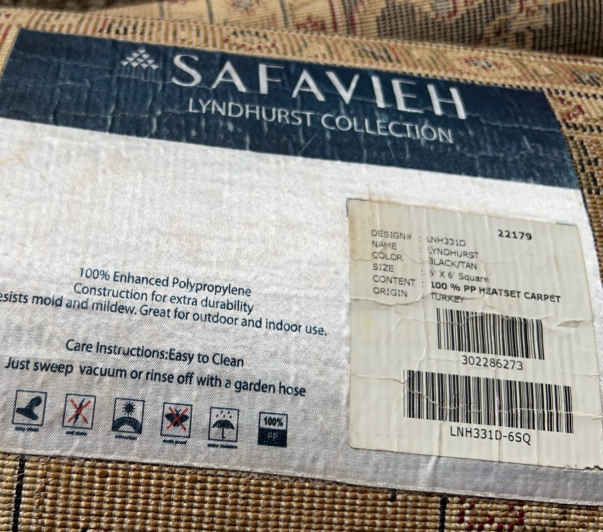 SAFAVIEH
LYNDHURST COLLECTION
22179
DESIGN# : LNH331D
NAME : LYNDHURST
COLOR : BLACK/TAN
SIZE : 6' X 6' Square
CONTENT : 100 % PP HEATSET CARPET
ORIGIN : TURKEY
302286273
LNH331D-6SQ
100% Enhanced Polypropylene
Construction for extra durability
esists mold and mildew. Great for outdoor and indoor use.
Care Instructions:Easy to Clean
Just sweep vacuum or rinse off with a garden hose
100%
PP